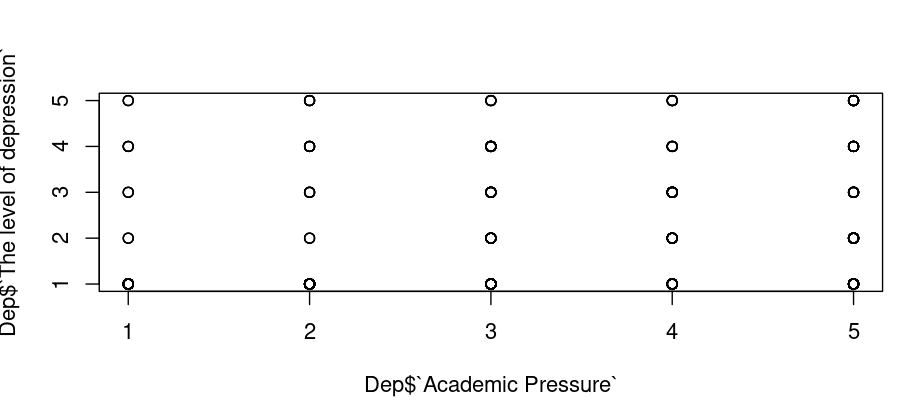 Dep$`The level of depression`
5
4
3
2
1
1 2 3 4 5
Dep$`Academic Pressure`